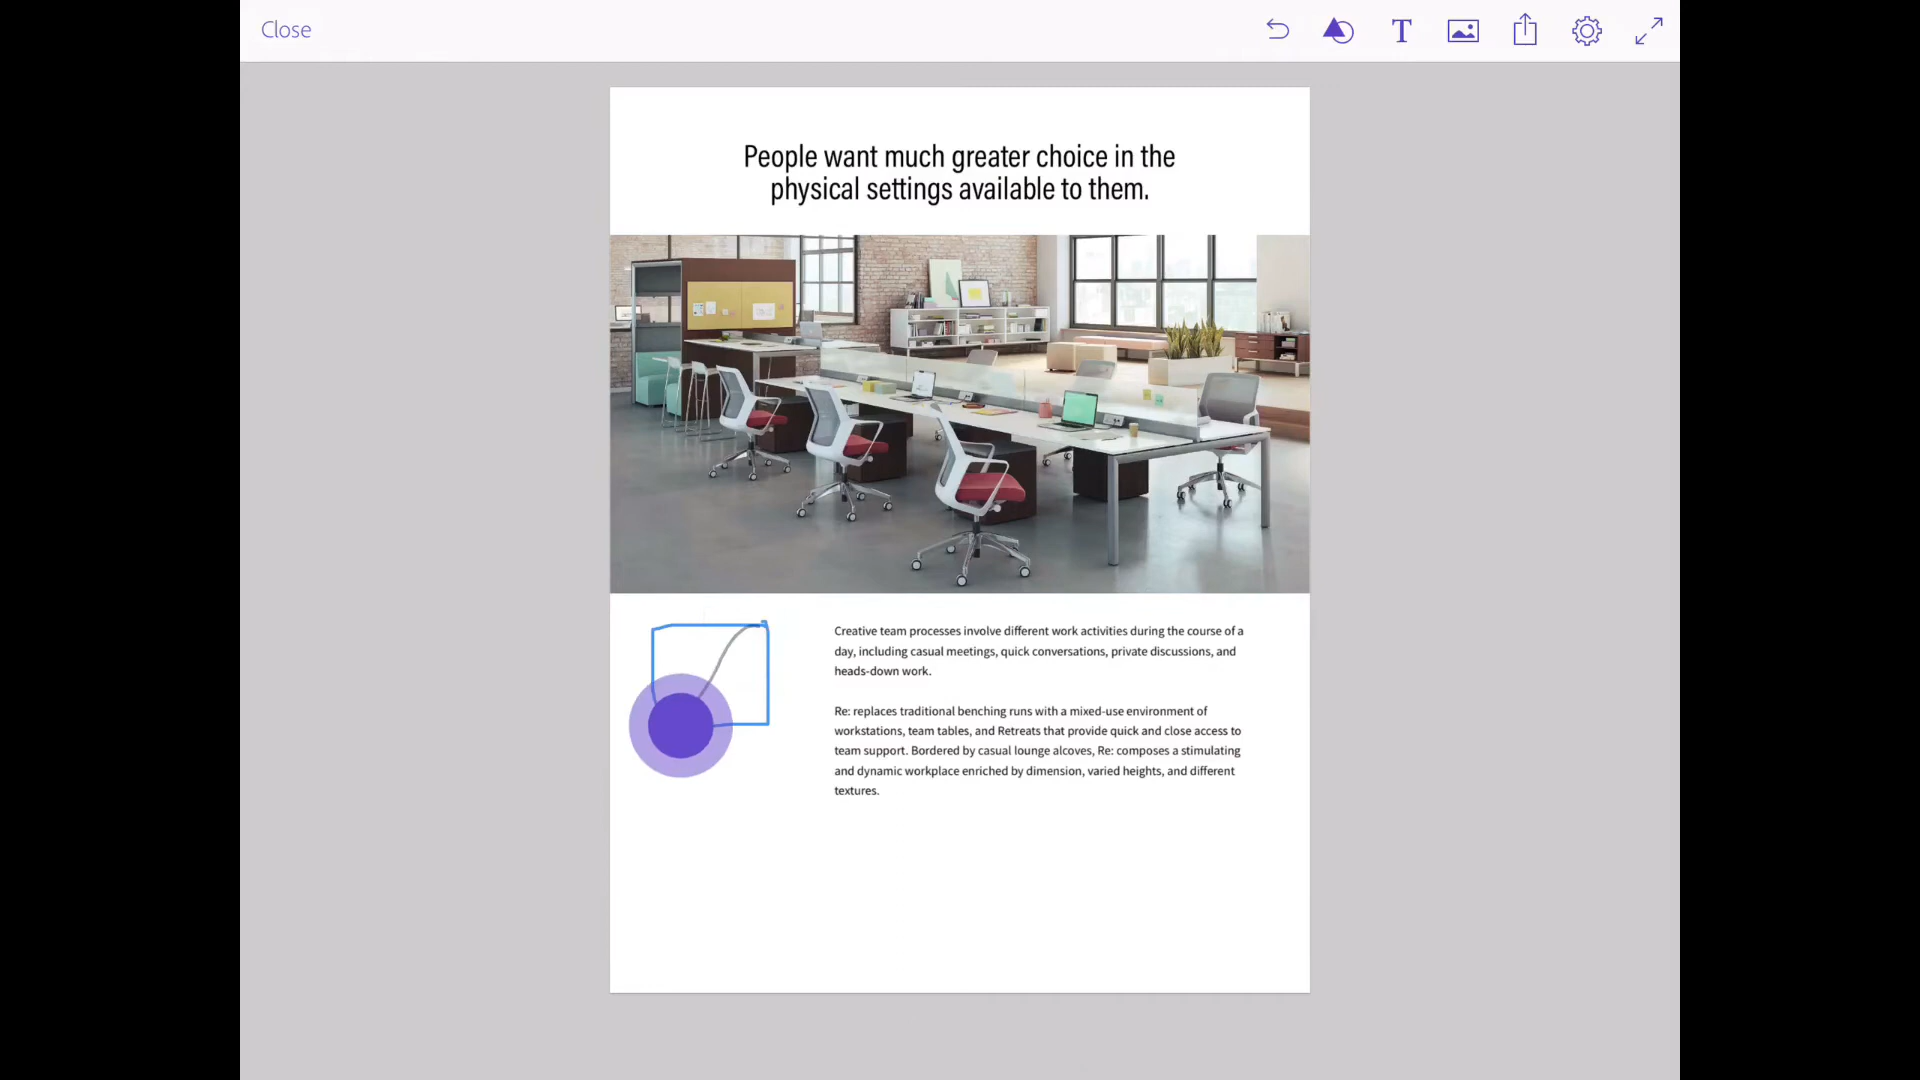 Close
T
People want much greater choice in the
physical settings available to them.
Creative team processes involve different work activities during the course of a
day, including casual meetings, quick conversations, private discussions, and
heads-down work.
Re: replaces traditional benching runs with a mixed-use environment of
workstations, team tables, and Retreats that provide quick and close access to
team support. Bordered by casual lounge alcoves, Re: composes a stimulating
and dynamic workplace enriched by dimension, varied heights, and different
textures.